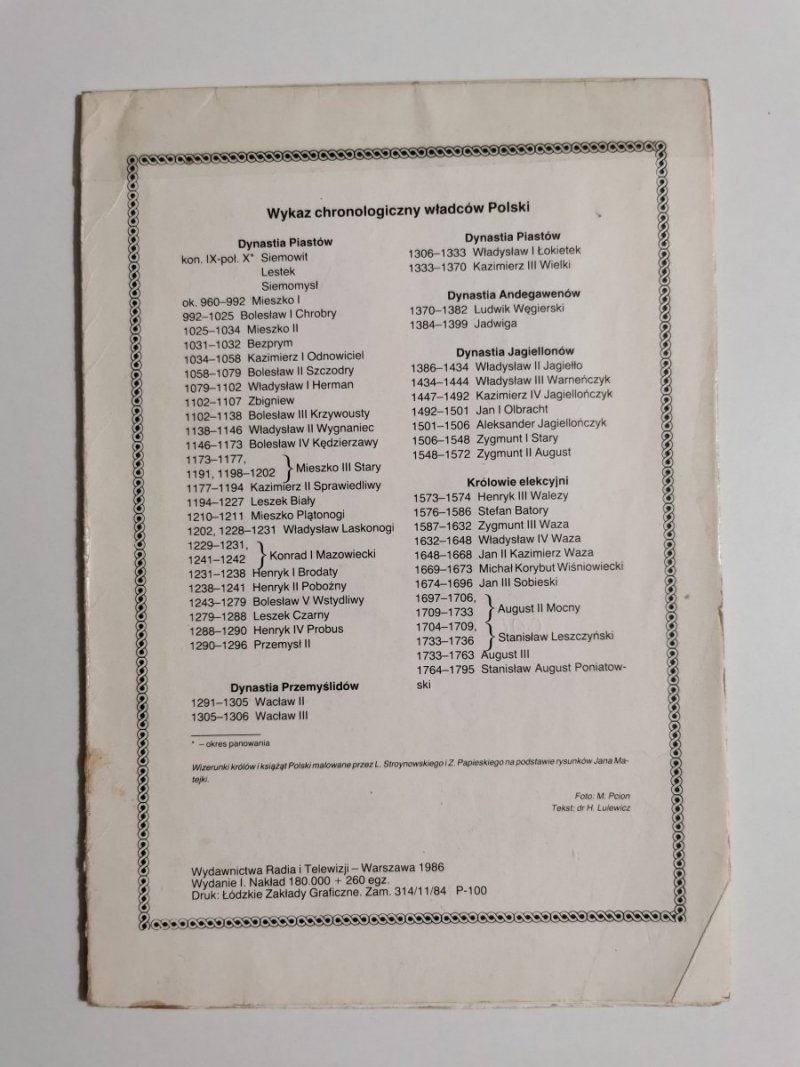 Wykaz chronologiczny władców Polski
Dynastia Piastów
kon. IX-poł. X* Siemowit
Lestek
Siemomysł
ok. 960–992 Mieszko I
992–1025 Bolesław I Chrobry
1025–1034 Mieszko II
1031–1032 Bezprym
1034–1058 Kazimierz I Odnowiciel
1058–1079 Bolesław II Szczodry
1079–1102 Władysław I Herman
1102–1107 Zbigniew
1102–1138 Bolesław III Krzywousty
1138–1146 Władysław II Wygnaniec
1146–1173 Bolesław IV Kędzierzawy
1173–1177,
1191, 1198–1202 } Mieszko III Stary
1177–1194 Kazimierz II Sprawiedliwy
1194–1227 Leszek Biały
1210–1211 Mieszko Plątonogi
1202, 1228–1231 Władysław Laskonogi
1229–1231,
1241–1242 } Konrad I Mazowiecki
1231–1238 Henryk I Brodaty
1238–1241 Henryk II Pobożny
1243–1279 Bolesław V Wstydliwy
1279–1288 Leszek Czarny
1288–1290 Henryk IV Probus
1290–1296 Przemysł II
Dynastia Przemyślidów
1291–1305 Wacław II
1305–1306 Wacław III
Dynastia Piastów
1306–1333 Władysław I Łokietek
1333–1370 Kazimierz III Wielki
Dynastia Andegawenów
1370–1382 Ludwik Węgierski
1384–1399 Jadwiga
Dynastia Jagiellonów
1386–1434 Władysław II Jagiełło
1434–1444 Władysław III Warneńczyk
1447–1492 Kazimierz IV Jagiellończyk
1492–1501 Jan I Olbracht
1501–1506 Aleksander Jagiellończyk
1506–1548 Zygmunt I Stary
1548–1572 Zygmunt II August
Królowie elekcyjni
1573–1574 Henryk III Walezy
1576–1586 Stefan Batory
1587–1632 Zygmunt III Waza
1632–1648 Władysław IV Waza
1648–1668 Jan II Kazimierz Waza
1669–1673 Michał Korybut Wiśniowiecki
1674–1696 Jan III Sobieski
1697–1706,
1709–1733 } August II Mocny
1704–1709,
1733–1736 } Stanisław Leszczyński
1733–1763 August III
1764–1795 Stanisław August Poniatow-
ski
* – okres panowania
Wizerunki królów i książąt Polski malowane przez L. Stroynowskiego i Z. Papieskiego na podstawie rysunków Jana Ma-
tejki.
Foto: M. Pcion
Tekst: dr H. Lulewicz
Wydawnictwa Radia i Telewizji – Warszawa 1986
Wydanie I. Nakład 180.000 + 260 egz.
Druk: Łódzkie Zakłady Graficzne. Zam. 314/11/84 P-100